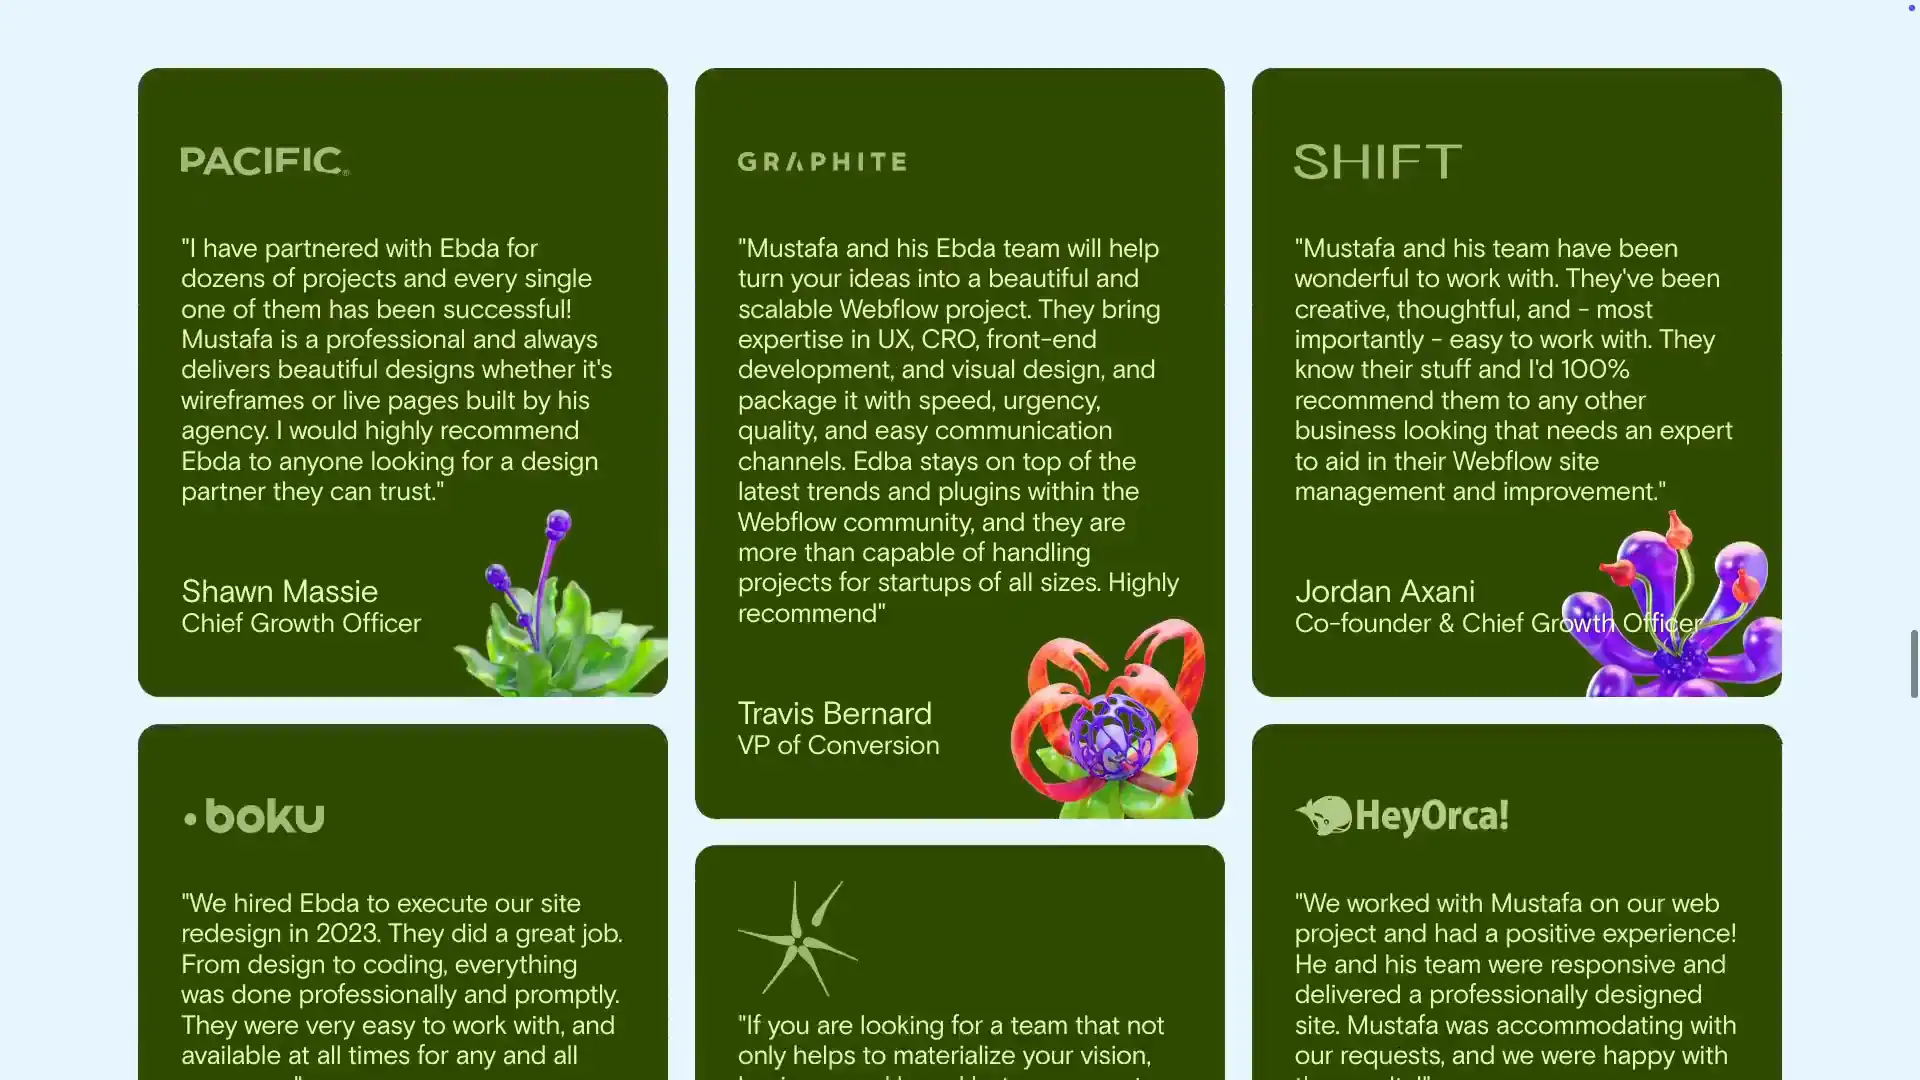 PACIFIC®
"I have partnered with Ebda for
dozens of projects and every single
one of them has been successful!
Mustafa is a professional and always
delivers beautiful designs whether it's
wireframes or live pages built by his
agency. I would highly recommend
Ebda to anyone looking for a design
partner they can trust."
Shawn Massie
Chief Growth Officer
GRAPHITE
"Mustafa and his Ebda team will help
turn your ideas into a beautiful and
scalable Webflow project. They bring
expertise in UX, CRO, front-end
development, and visual design, and
package it with speed, urgency,
quality, and easy communication
channels. Edba stays on top of the
latest trends and plugins within the
Webflow community, and they are
more than capable of handling
projects for startups of all sizes. Highly
recommend"
Travis Bernard
VP of Conversion
SHIFT
"Mustafa and his team have been
wonderful to work with. They've been
creative, thoughtful, and - most
importantly - easy to work with. They
know their stuff and I'd 100%
recommend them to any other
business looking that needs an expert
to aid in their Webflow site
management and improvement."
Jordan Axani
Co-founder & Chief Growth Officer
boku
"We hired Ebda to execute our site
redesign in 2023. They did a great job.
From design to coding, everything
was done professionally and promptly.
They were very easy to work with, and
available at all times for any and all
"If you are looking for a team that not
only helps to materialize your vision,
HeyOrca!
"We worked with Mustafa on our web
project and had a positive experience!
He and his team were responsive and
delivered a professionally designed
site. Mustafa was accommodating with
our requests, and we were happy with